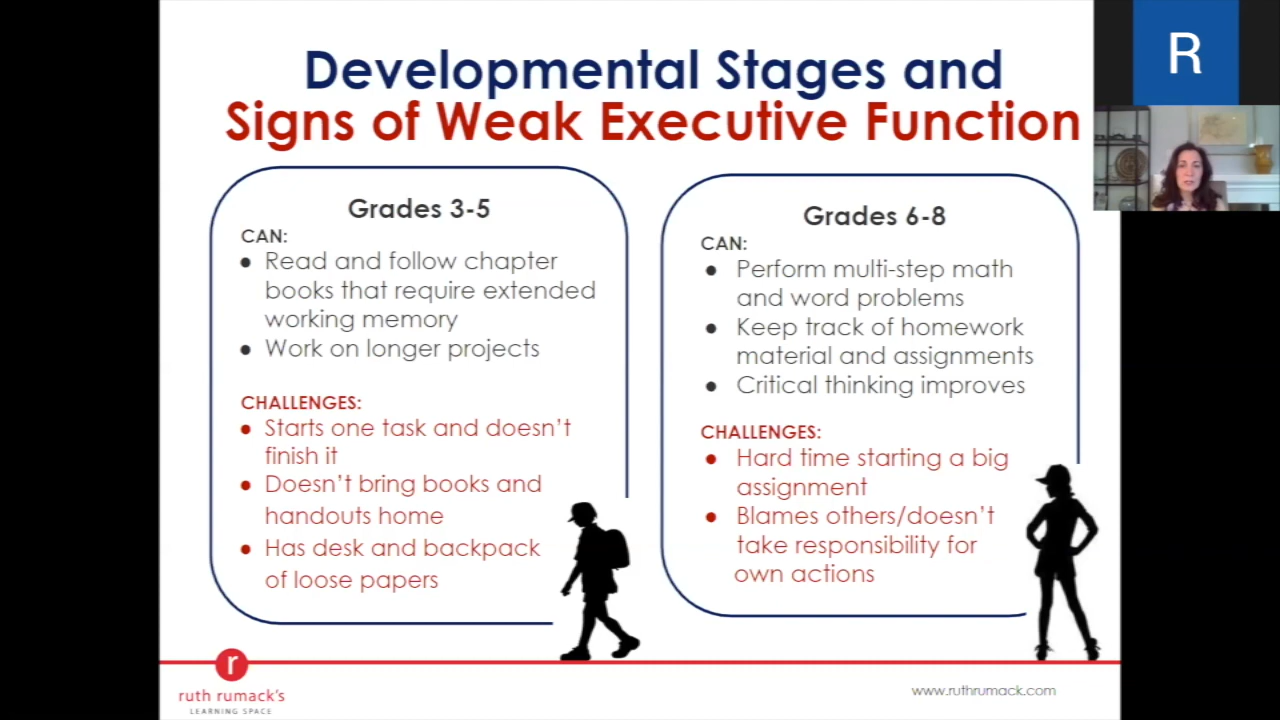 Developmental Stages and
Signs of Weak Executive Function
R
Grades 3-5
CAN:
● Read and follow chapter
books that require extended
working memory
● Work on longer projects
CHALLENGES:
● Starts one task and doesn't
finish it
● Doesn't bring books and
handouts home
● Has desk and backpack
of loose papers
Grades 6-8
CAN:
● Perform multi-step math
and word problems
● Keep track of homework
material and assignments
● Critical thinking improves
CHALLENGES:
● Hard time starting a big
assignment
● Blames others/doesn't
take responsibility for
own actions
r
ruth rumack's
LEARNING SPACE
www.ruthrumack.com